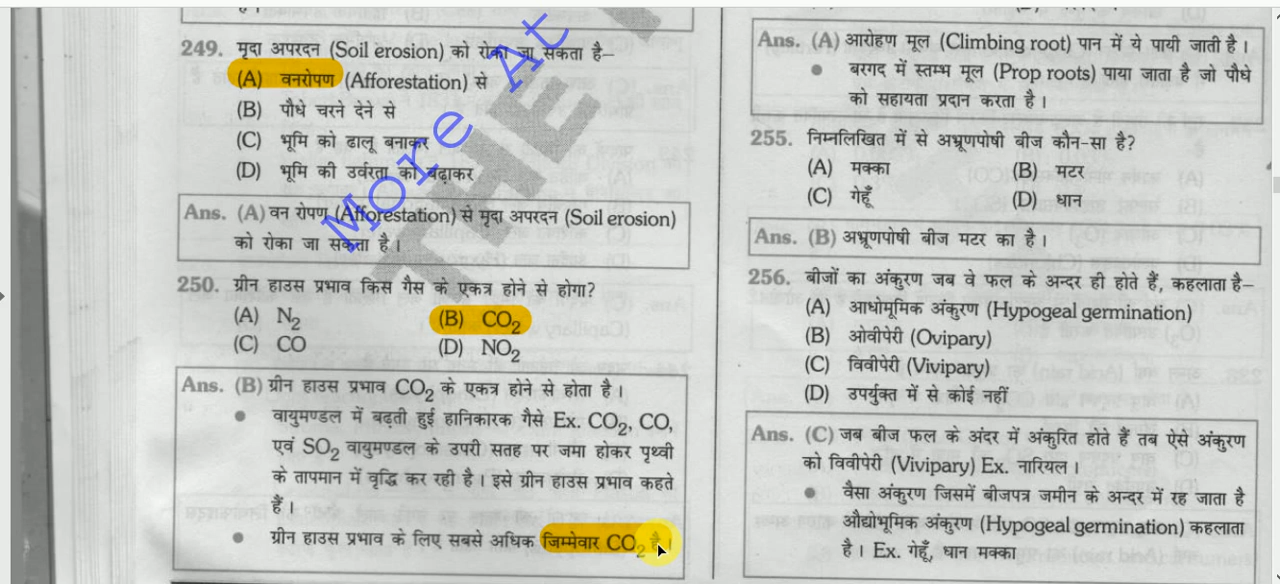 249. मृदा अपरदन (Soil erosion) को रोका जा सकता है–
(A) वनरोपण (Afforestation) से
(B) पौधे चरने देने से
(C) भूमि को ढालू बनाकर
(D) भूमि की उर्वरता को बढ़ाकर
Ans. (A) वन रोपण (Afforestation) से मृदा अपरदन (Soil erosion)
को रोका जा सकता है।
250. ग्रीन हाउस प्रभाव किस गैस के एकत्र होने से होगा?
(A) N₂ (B) CO₂
(C) CO (D) NO₂
Ans. (B) ग्रीन हाउस प्रभाव CO₂ के एकत्र होने से होता है।
● वायुमण्डल में बढ़ती हुई हानिकारक गैसे Ex. CO₂, CO,
एवं SO₂ वायुमण्डल के उपरी सतह पर जमा होकर पृथ्वी
के तापमान में वृद्धि कर रही है। इसे ग्रीन हाउस प्रभाव कहते
हैं।
● ग्रीन हाउस प्रभाव के लिए सबसे अधिक जिम्मेवार CO₂ है।
More At
THE
Ans. (A) आरोहण मूल (Climbing root) पान में ये पायी जाती है।
● बरगद में स्तम्भ मूल (Prop roots) पाया जाता है जो पौधे
को सहायता प्रदान करता है।
255. निम्नलिखित में से अभ्रूणपोषी बीज कौन-सा है?
(A) मक्का (B) मटर
(C) गेहूँ (D) धान
Ans. (B) अभ्रूणपोषी बीज मटर का है।
256. बीजों का अंकुरण जब वे फल के अन्दर ही होते हैं, कहलाता है–
(A) आधोभूमिक अंकुरण (Hypogeal germination)
(B) ओवीपेरी (Ovipary)
(C) विवीपेरी (Vivipary)
(D) उपर्युक्त में से कोई नहीं
Ans. (C) जब बीज फल के अंदर में अंकुरित होते हैं तब ऐसे अंकुरण
को विवीपेरी (Vivipary) Ex. नारियल।
● वैसा अंकुरण जिसमें बीजपत्र जमीन के अन्दर में रह जाता है
औद्योभूमिक अंकुरण (Hypogeal germination) कहलाता
है। Ex. गेहूँ, धान मक्का